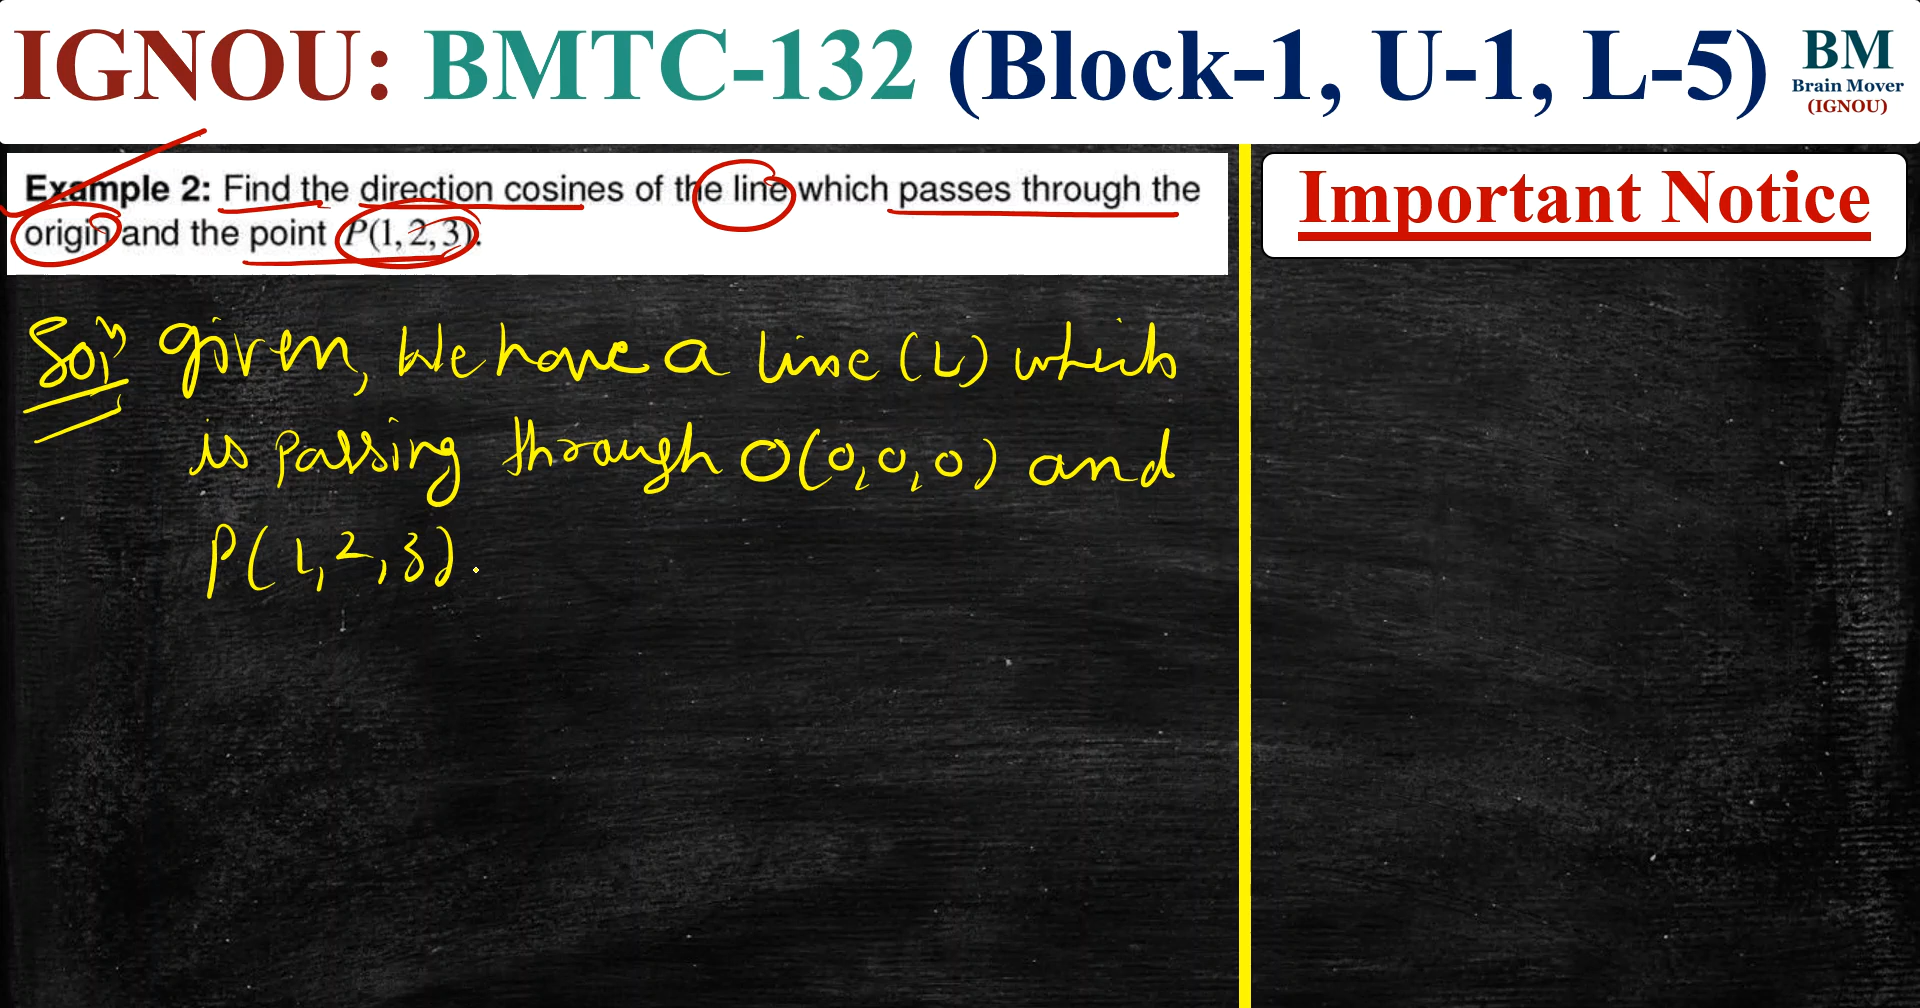 IGNOU: BMTC-132 (Block-1, U-1, L-5)
BM
Brain Mover
(IGNOU)
Example 2: Find the direction cosines of the line which passes through the
origin and the point P(1, 2, 3).
Important Notice
Solⁿ given, We have a line (L) which
is passing through O(0,0,0) and
P(1,2,3).